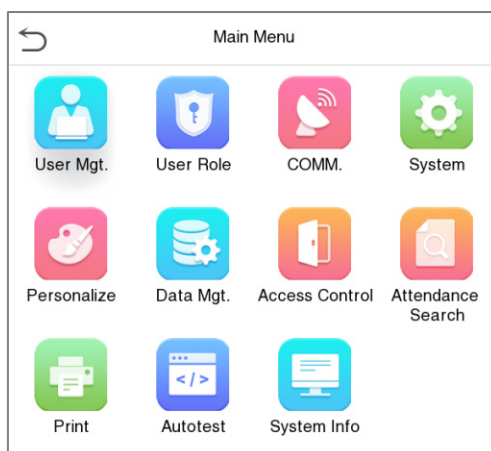 Main Menu
User Mgt.
User Role
COMM.
System
Personalize
Data Mgt.
Access Control
Attendance
Search
</>
Print
Autotest
System Info